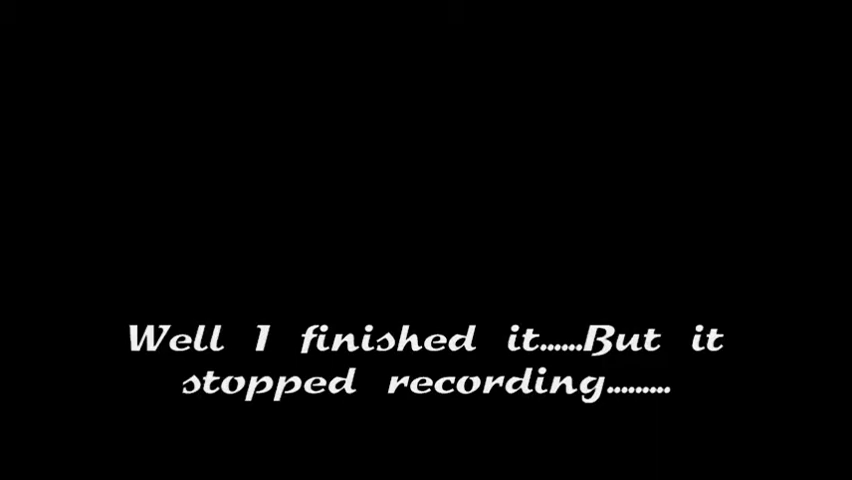 Well I finished it......But it
stopped recording.........